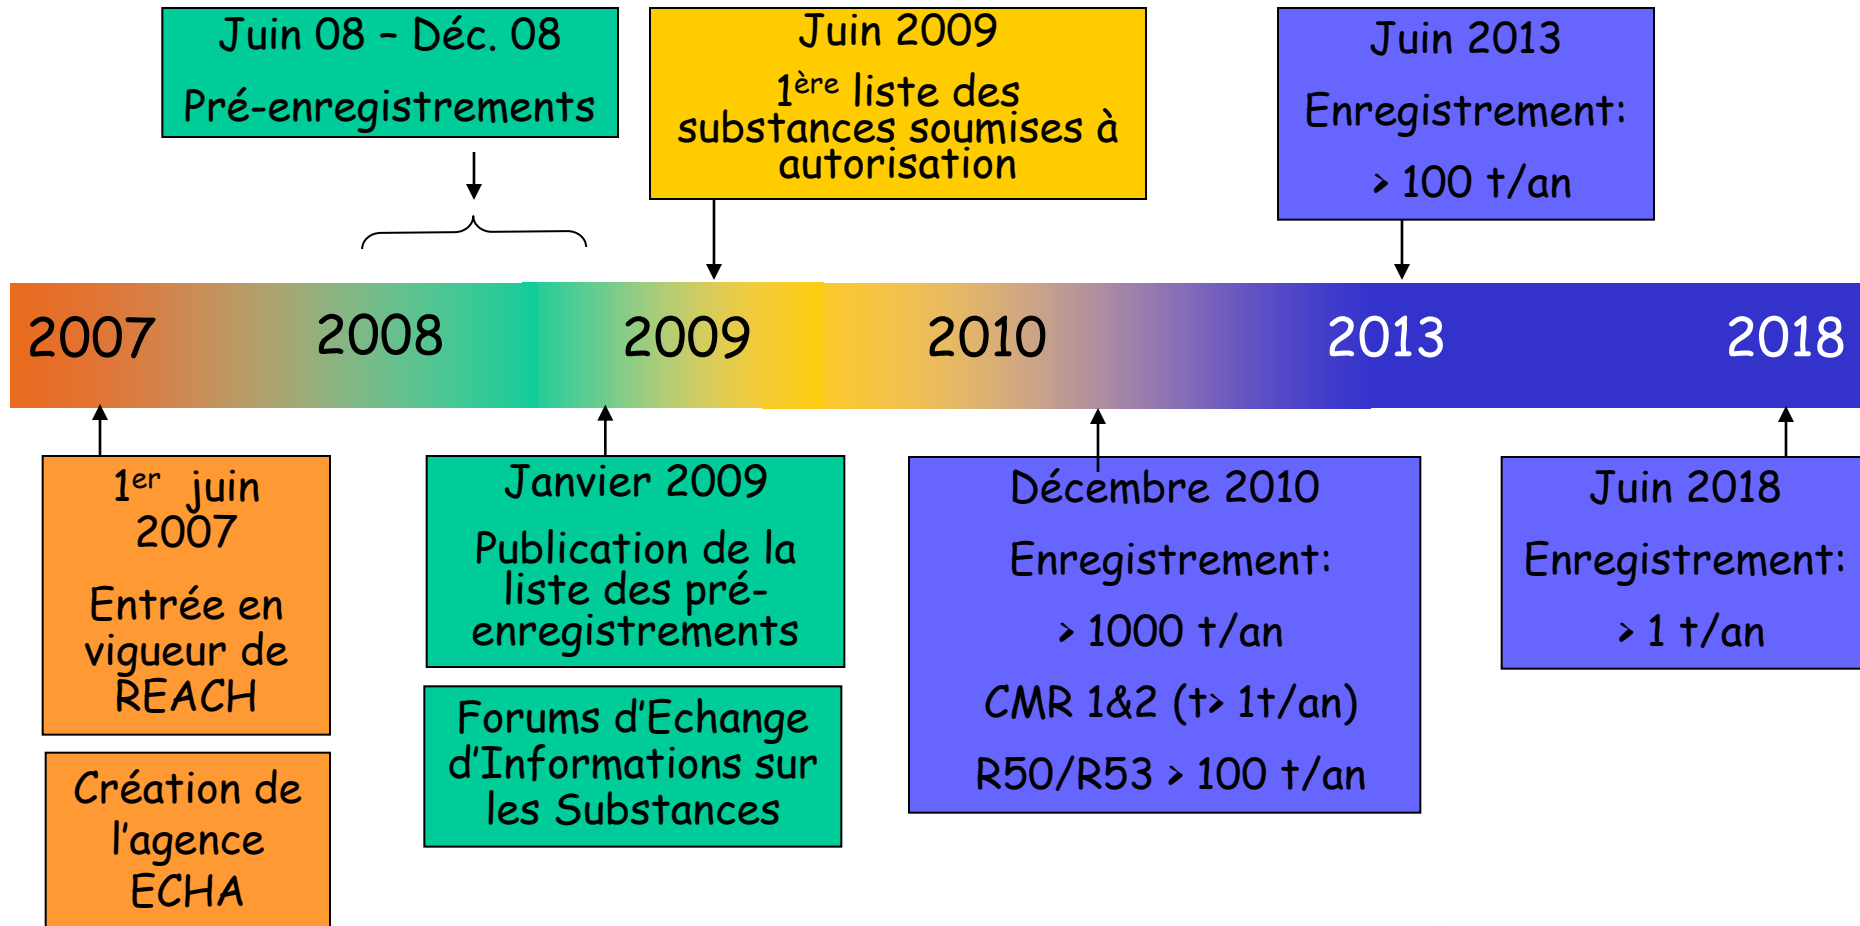 Juin 08 – Déc. 08
Pré-enregistrements
Juin 2009
1ère liste des
substances soumises à
autorisation
Juin 2013
Enregistrement:
> 100 t/an
2007
2008
2009
2010
2013
2018
1er juin
2007
Entrée en
vigueur de
REACH
Création de
l’agence
ECHA
Janvier 2009
Publication de la
liste des pré-
enregistrements
Forums d’Echange
d’Informations sur
les Substances
Décembre 2010
Enregistrement:
> 1000 t/an
CMR 1&2 (t> 1t/an)
R50/R53 > 100 t/an
Juin 2018
Enregistrement:
> 1 t/an